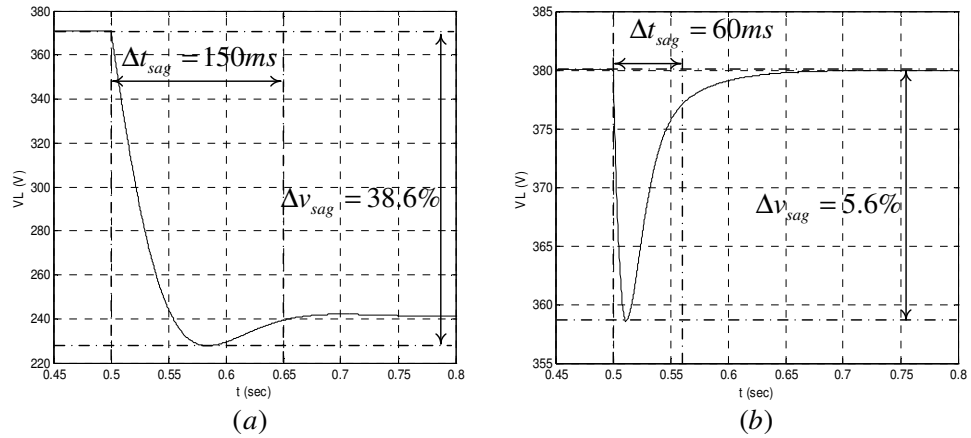 380
360
340
320
300
280
260
240
220
VL (V)
0.45 0.5 0.55 0.6 0.65 0.7 0.75 0.8
t (sec)
Δt_sag = 150ms
Δv_sag = 38.6%
(a)
385
380
375
370
365
360
355
VL (V)
0.45 0.5 0.55 0.6 0.65 0.7 0.75 0.8
t (sec)
Δt_sag = 60ms
Δv_sag = 5.6%
(b)